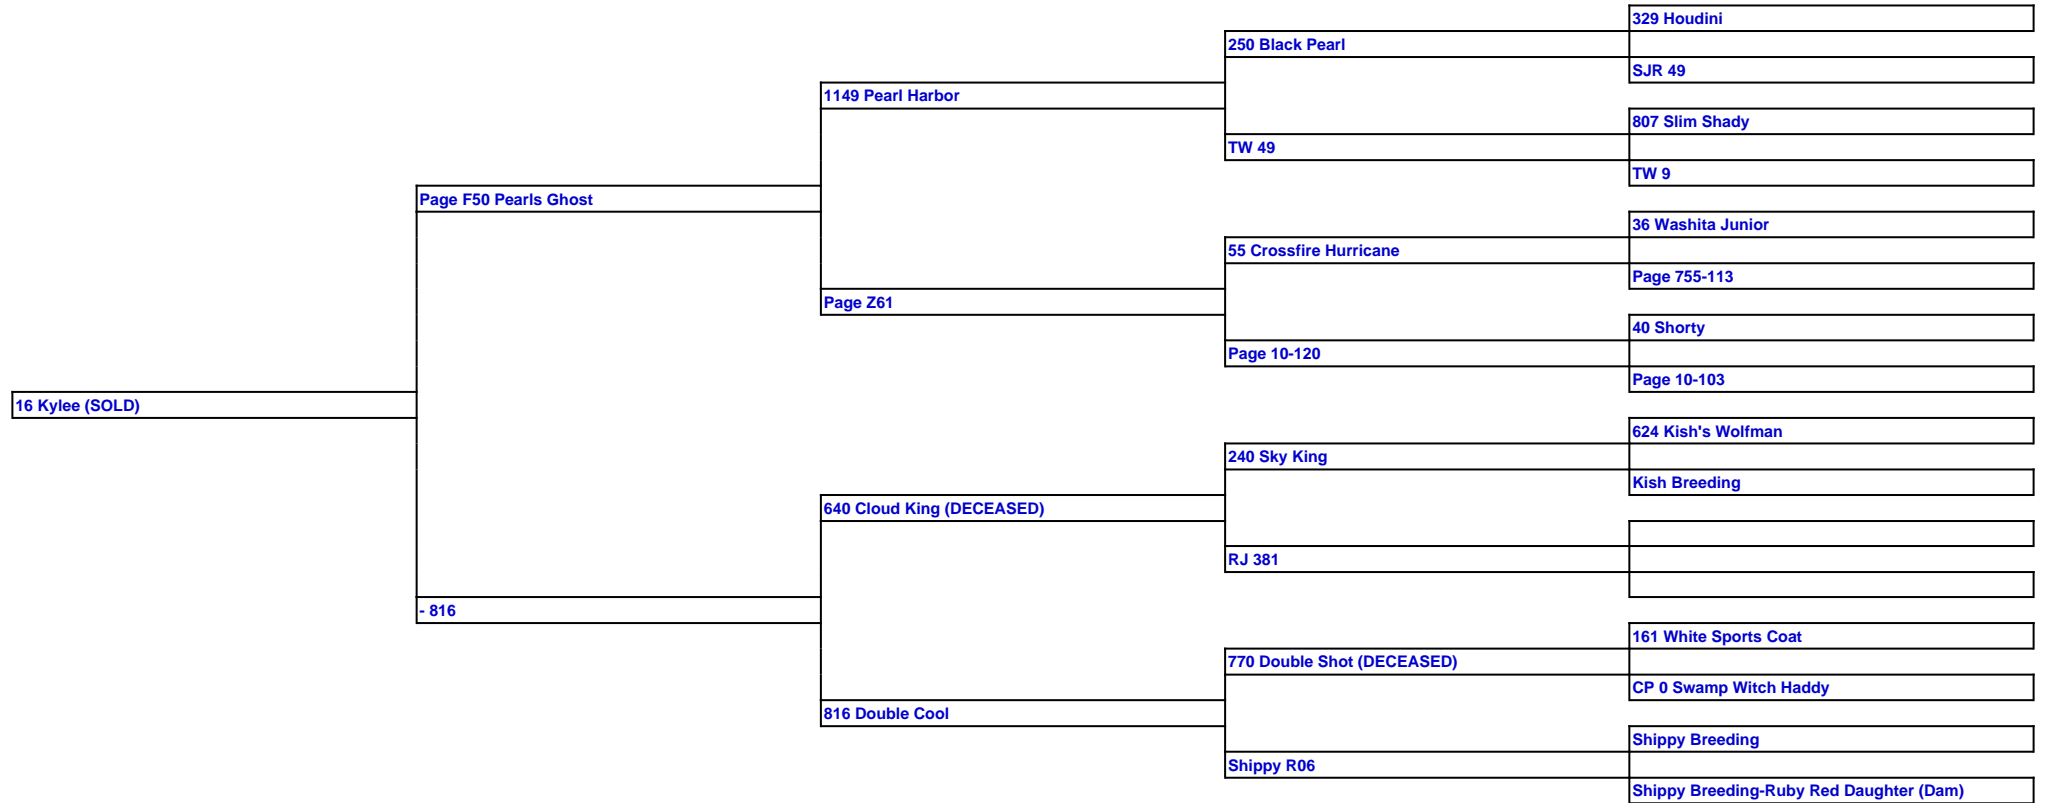 329 Houdini
250 Black Pearl
SJR 49
1149 Pearl Harbor
807 Slim Shady
TW 49
TW 9
Page F50 Pearls Ghost
36 Washita Junior
55 Crossfire Hurricane
Page 755-113
Page Z61
40 Shorty
Page 10-120
Page 10-103
16 Kylee (SOLD)
624 Kish's Wolfman
240 Sky King
Kish Breeding
640 Cloud King (DECEASED)
RJ 381
- 816
161 White Sports Coat
770 Double Shot (DECEASED)
CP 0 Swamp Witch Haddy
816 Double Cool
Shippy Breeding
Shippy R06
Shippy Breeding-Ruby Red Daughter (Dam)